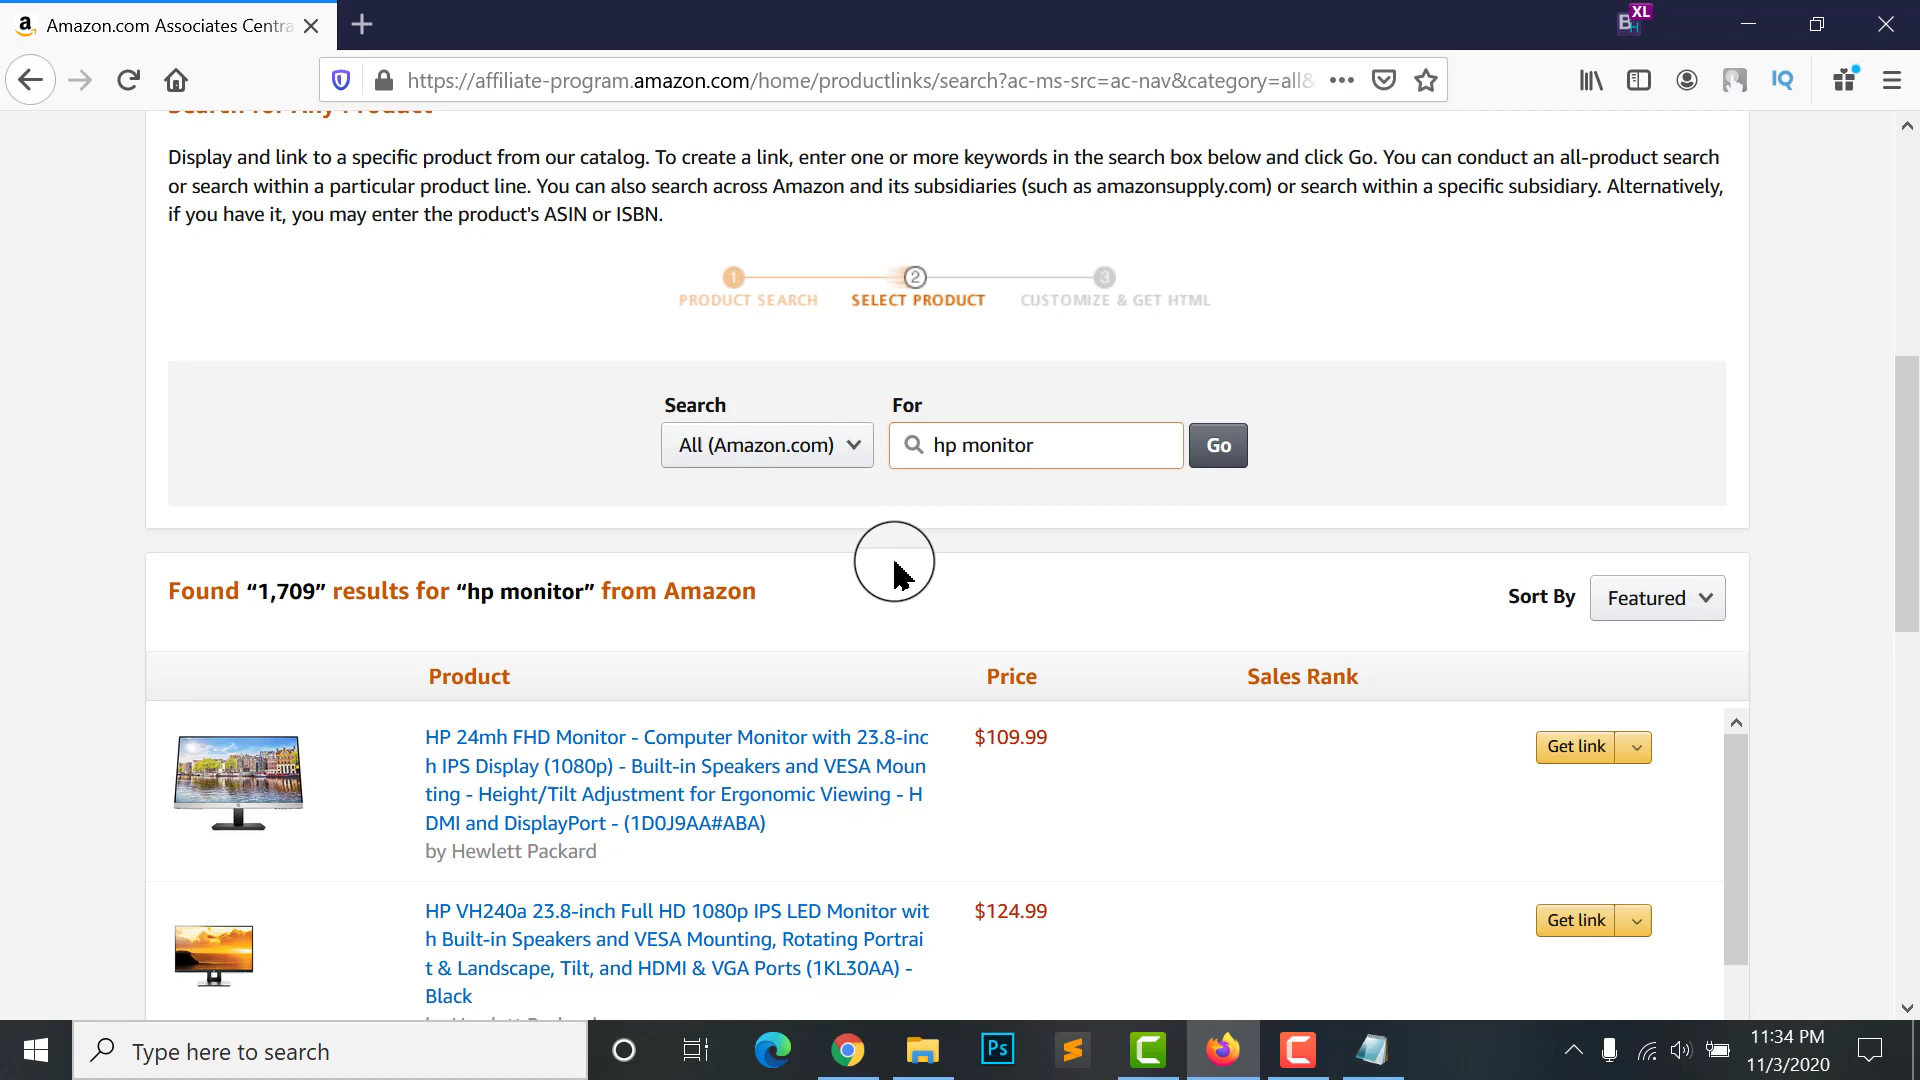 Amazon.com Associates Centra
XL
BH
https://affiliate-program.amazon.com/home/productlinks/search?ac-ms-src=ac-nav&category=all&
IQ
Search for Any Product
Display and link to a specific product from our catalog. To create a link, enter one or more keywords in the search box below and click Go. You can conduct an all-product search
or search within a particular product line. You can also search across Amazon and its subsidiaries (such as amazonsupply.com) or search within a specific subsidiary. Alternatively,
if you have it, you may enter the product's ASIN or ISBN.
1 2 3
PRODUCT SEARCH SELECT PRODUCT CUSTOMIZE & GET HTML
Search For
All (Amazon.com) hp monitor Go
Found “1,709” results for “hp monitor” from Amazon
Sort By Featured
Product Price Sales Rank
HP 24mh FHD Monitor - Computer Monitor with 23.8-inc $109.99 Get link
h IPS Display (1080p) - Built-in Speakers and VESA Moun
ting - Height/Tilt Adjustment for Ergonomic Viewing - H
DMI and DisplayPort - (1D0J9AA#ABA)
by Hewlett Packard
HP VH240a 23.8-inch Full HD 1080p IPS LED Monitor wit $124.99 Get link
h Built-in Speakers and VESA Mounting, Rotating Portrai
t & Landscape, Tilt, and HDMI & VGA Ports (1KL30AA) -
Black
Type here to search
Ps
11:34 PM
11/3/2020